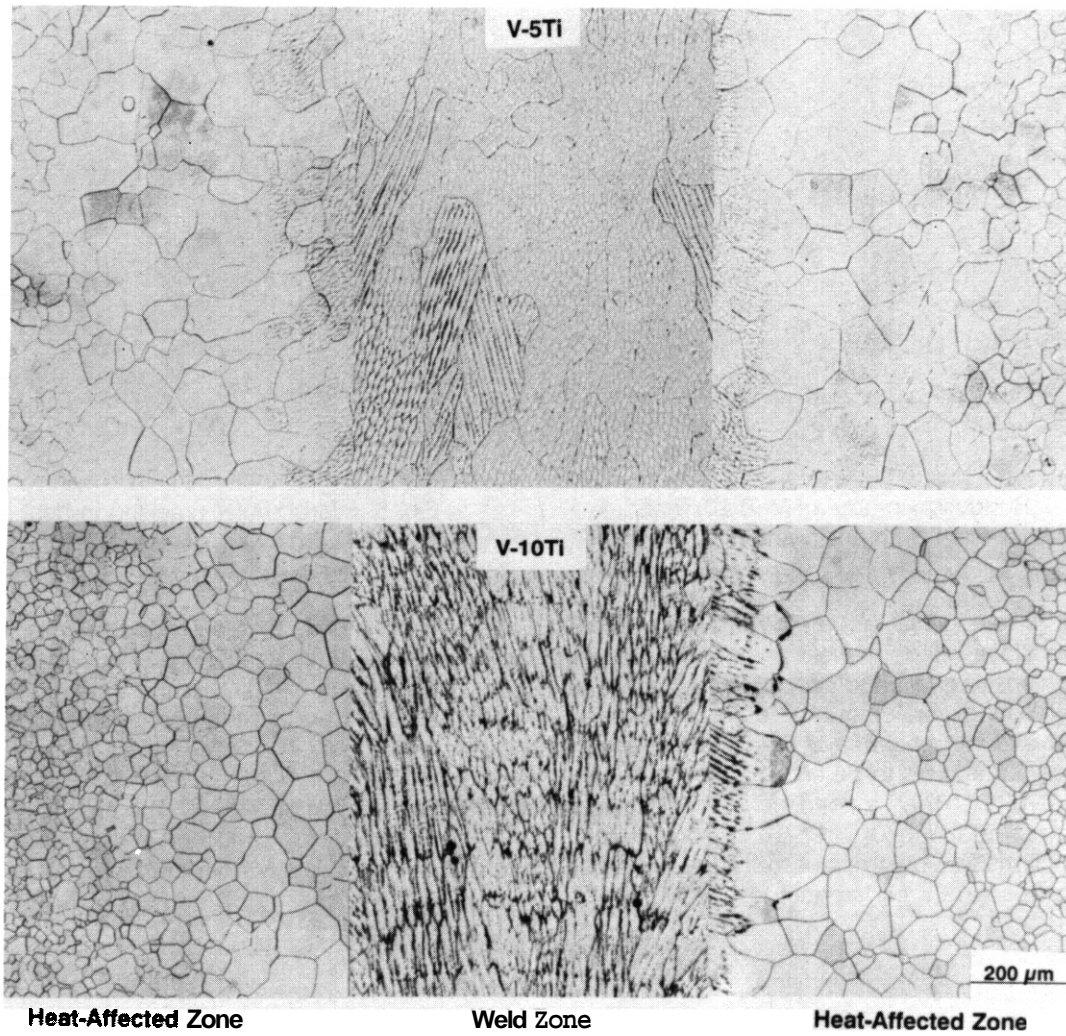 V-5Ti
V-10Ti
200 μm
Heat-Affected Zone
Weld Zone
Heat-Affected Zone